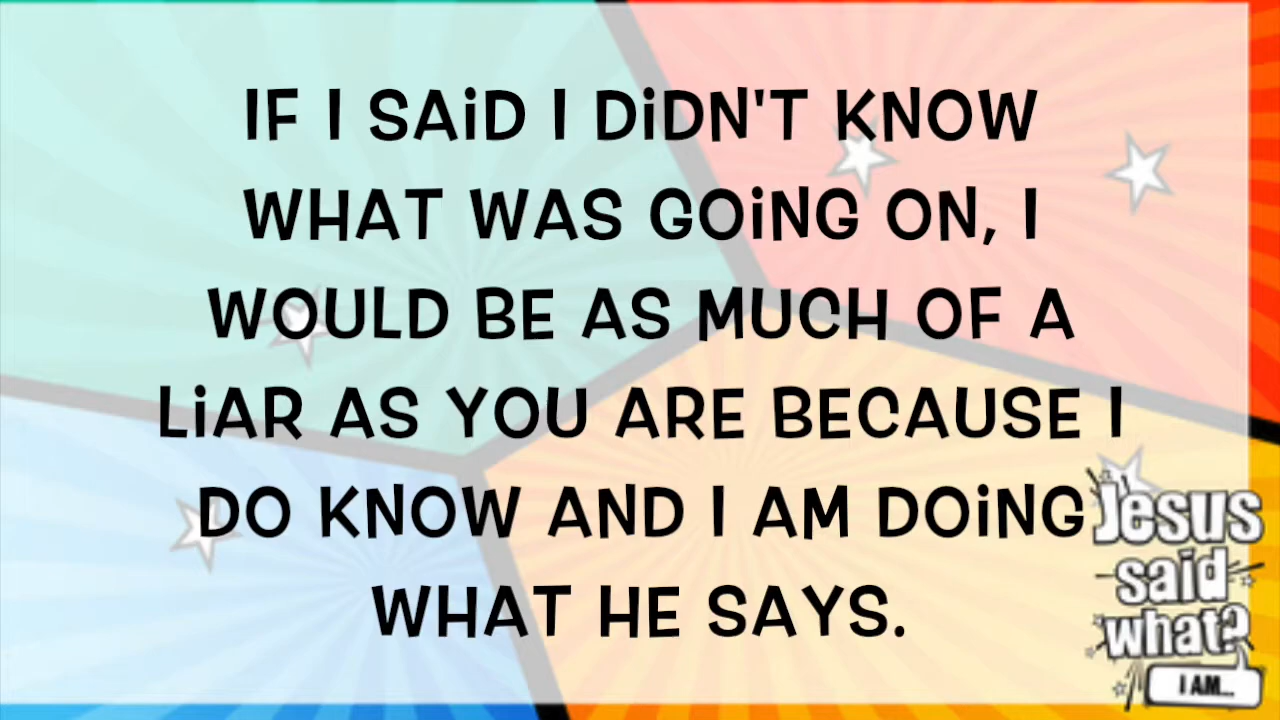 IF I SAiD I DiDN'T KNOW
WHAT WAS GOiNG ON, I
WOULD BE AS MUCH OF A
LiAR AS YOU ARE BECAUSE I
DO KNOW AND I AM DOiNG
WHAT HE SAYS.
Jesus
said
what?
I AM...